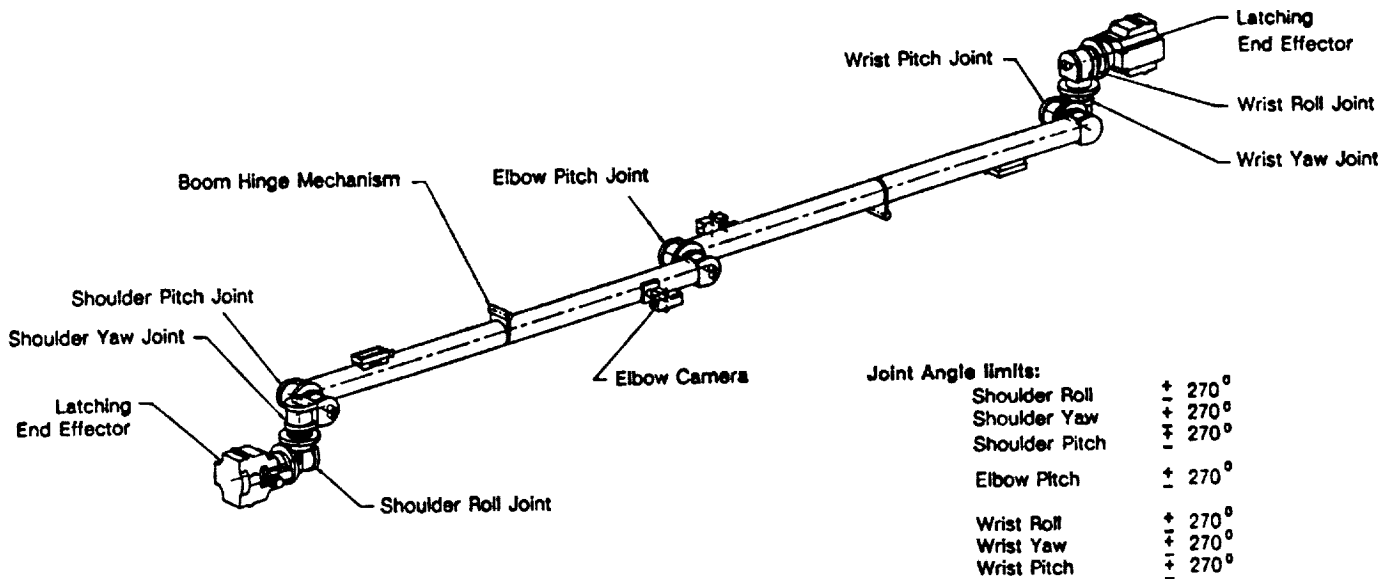 Latching
End Effector
Wrist Pitch Joint
Wrist Roll Joint
Wrist Yaw Joint
Boom Hinge Mechanism
Elbow Pitch Joint
Shoulder Pitch Joint
Shoulder Yaw Joint
Elbow Camera
Latching
End Effector
Shoulder Roll Joint
Joint Angle limits:
Shoulder Roll ± 270°
Shoulder Yaw ± 270°
Shoulder Pitch ± 270°
Elbow Pitch ± 270°
Wrist Roll ± 270°
Wrist Yaw ± 270°
Wrist Pitch ± 270°